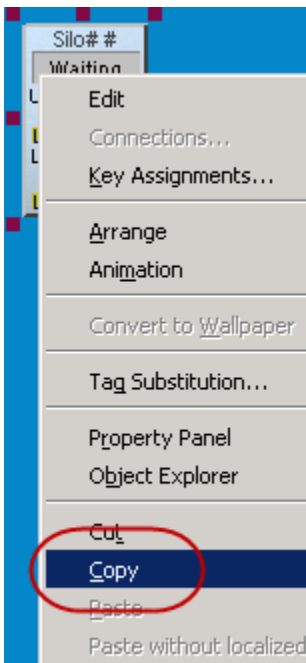 Silo# #
Waiting
Edit
Connections...
Key Assignments...
Arrange
Animation
Convert to Wallpaper
Tag Substitution...
Property Panel
Object Explorer
Cut
Copy
Paste
Paste without localized